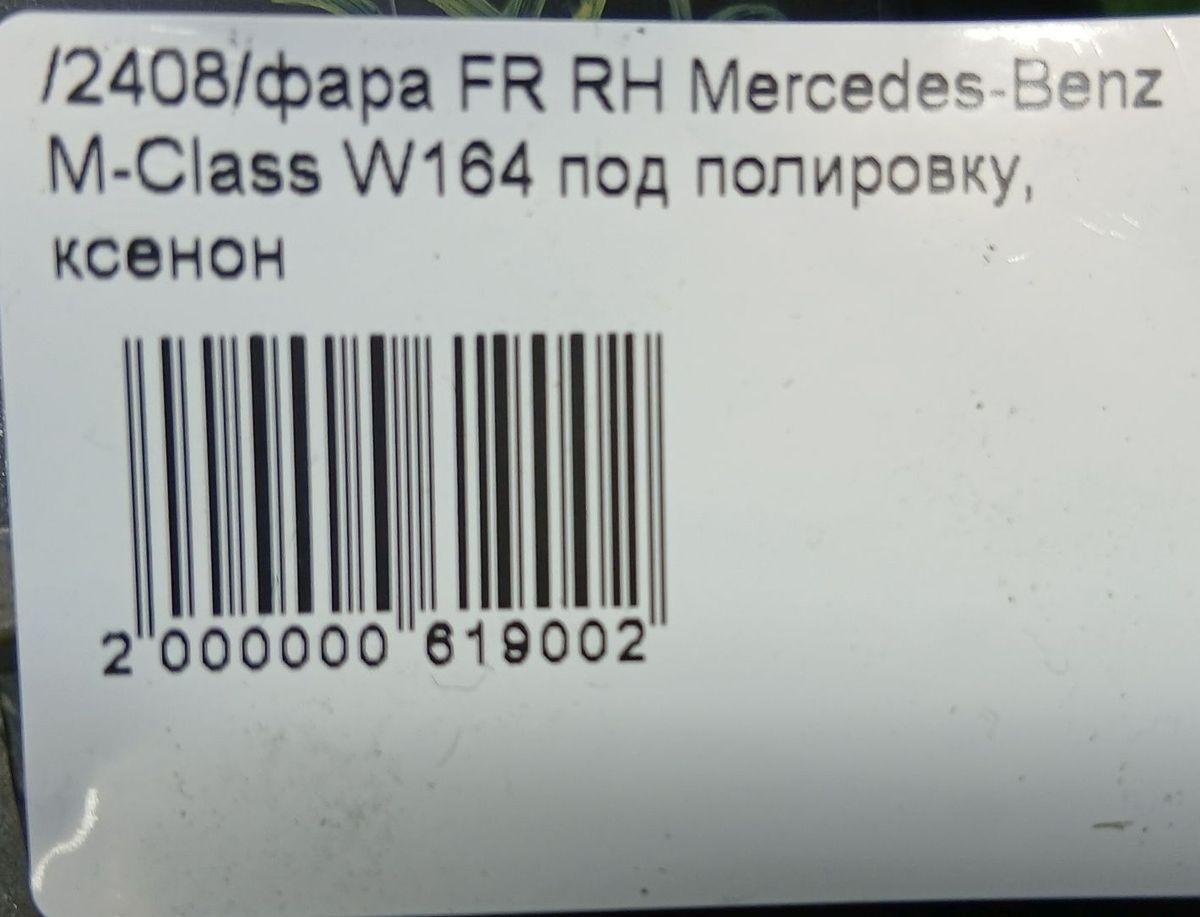 /2408/фара FR RH Mercedes-Benz
M-Class W164 под полировку,
ксенон
2 000000 619002